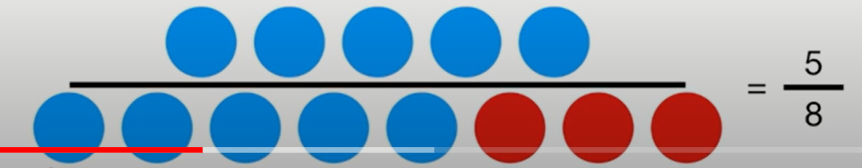 = 5/8